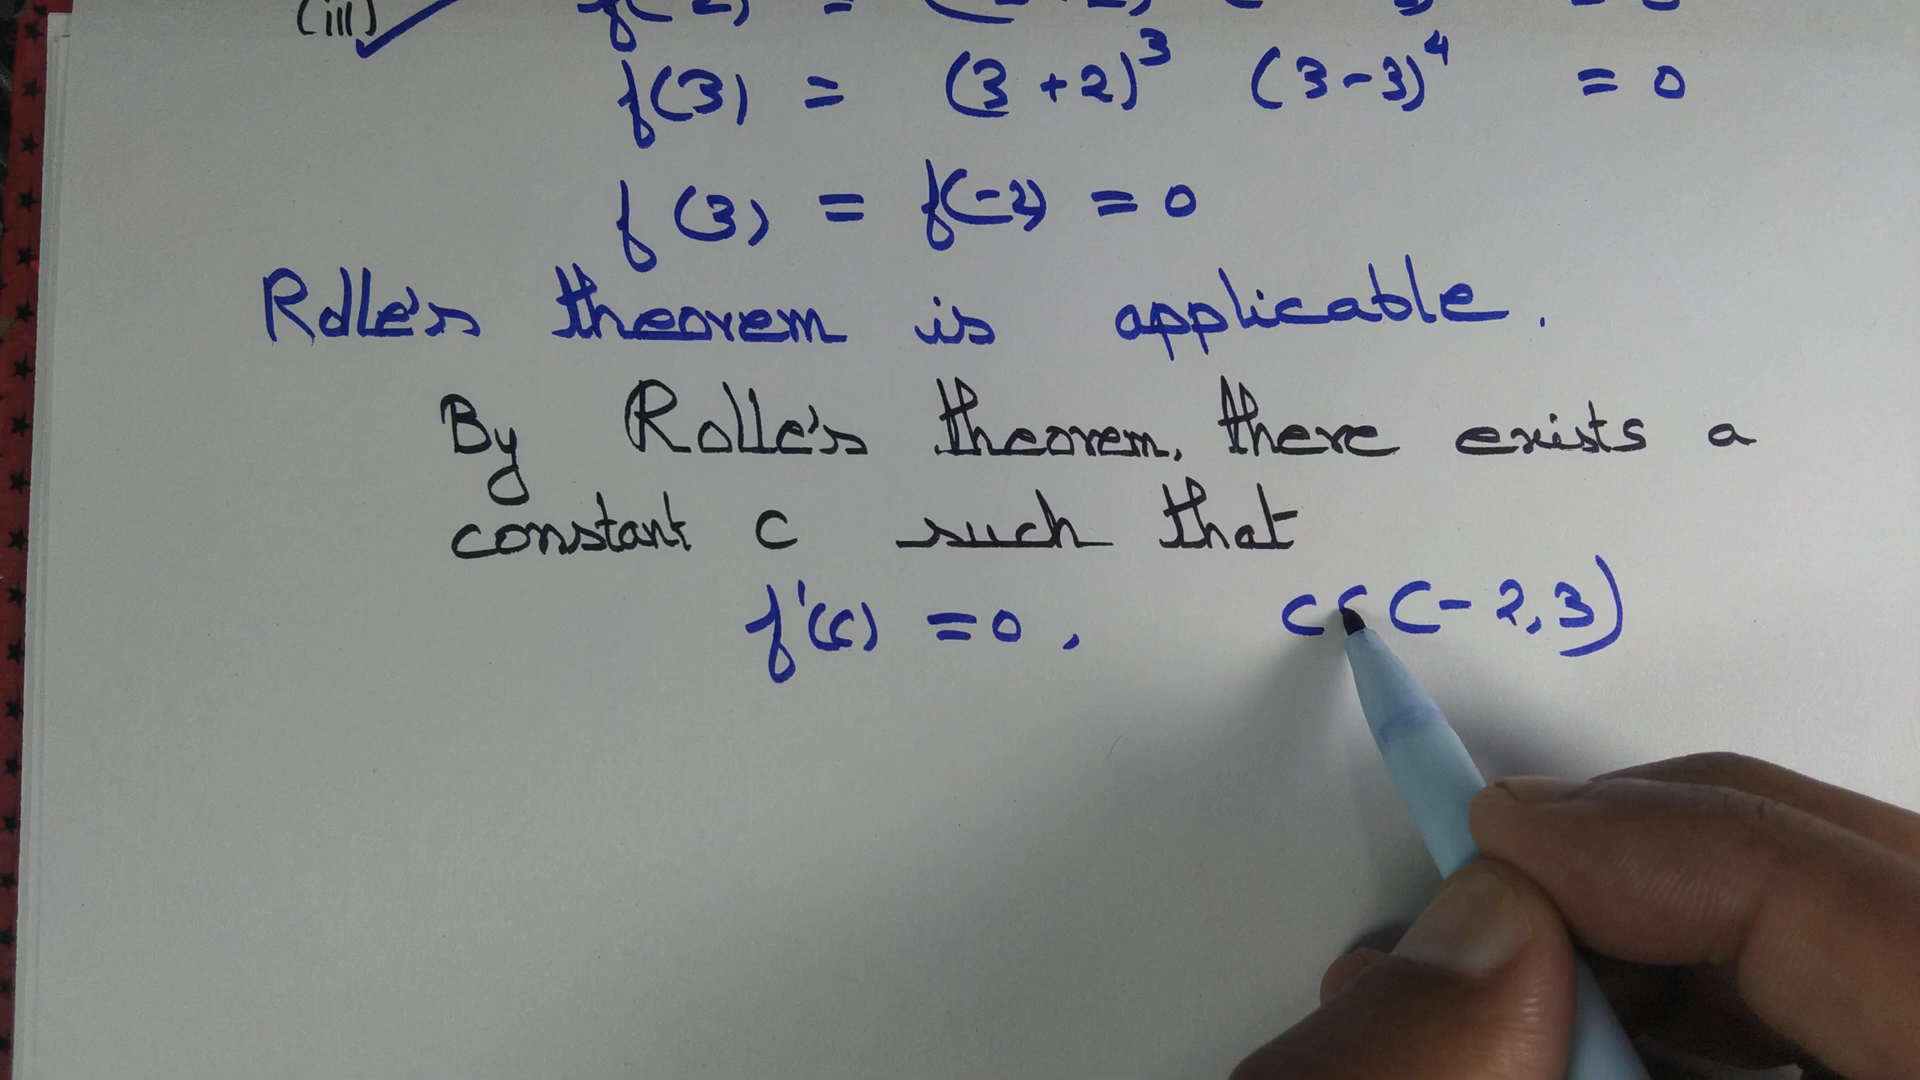 (iii)
f(3) = (3+2)³ (3-3)⁴ = 0
f(3) = f(-2) = 0
Rolle's theorem is applicable.
By Rolle's theorem, there exists a
constant c such that
f'(c) = 0, c ∈ (-2,3)